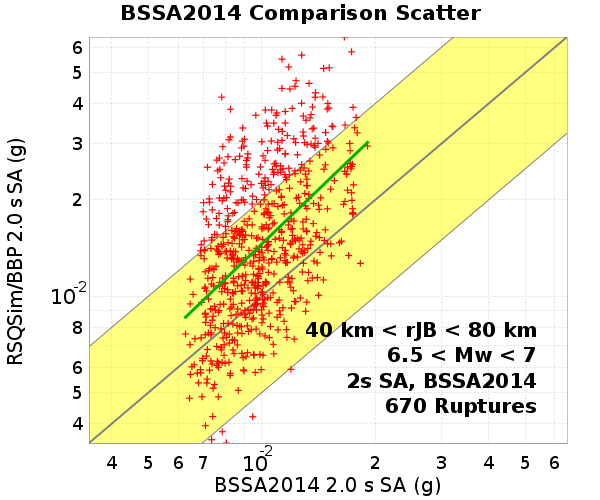 BSSA2014 Comparison Scatter
RSQSim/BBP 2.0 s SA (g)
6
5
4
3
2
10-2
8
6
5
4
40 km < rJB < 80 km
6.5 < Mw < 7
2s SA, BSSA2014
670 Ruptures
4 5 6 7 10-2 2 3 4 5 6
BSSA2014 2.0 s SA (g)